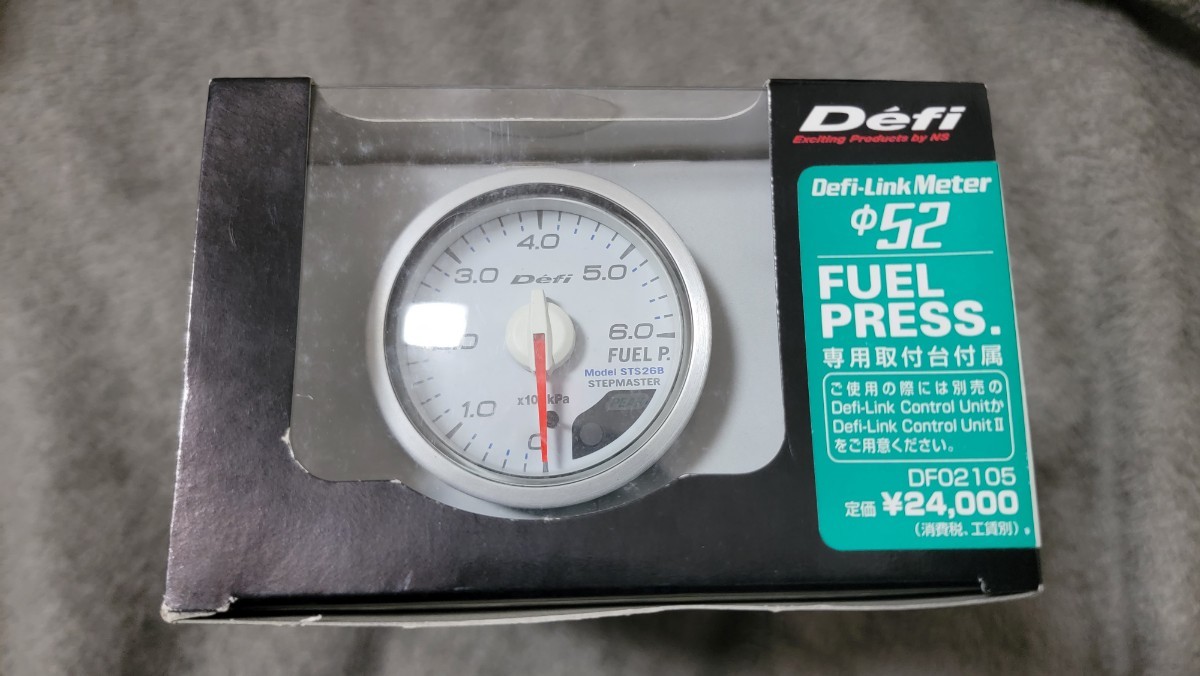 Défi
Exciting Products by NS
Defi-Link Meter
φ52
FUEL
PRESS.
専用取付台付属
ご使用の際には別売の
Defi-Link Control Unitか
Defi-Link Control Unit II
をご用意ください。
DF02105
定価 ¥24,000
(消費税、工賃別)
4.0
3.0 Défi 5.0
6.0
FUEL P.
Model STS26B
STEPMASTER
kPa
1.0
0
PEAK